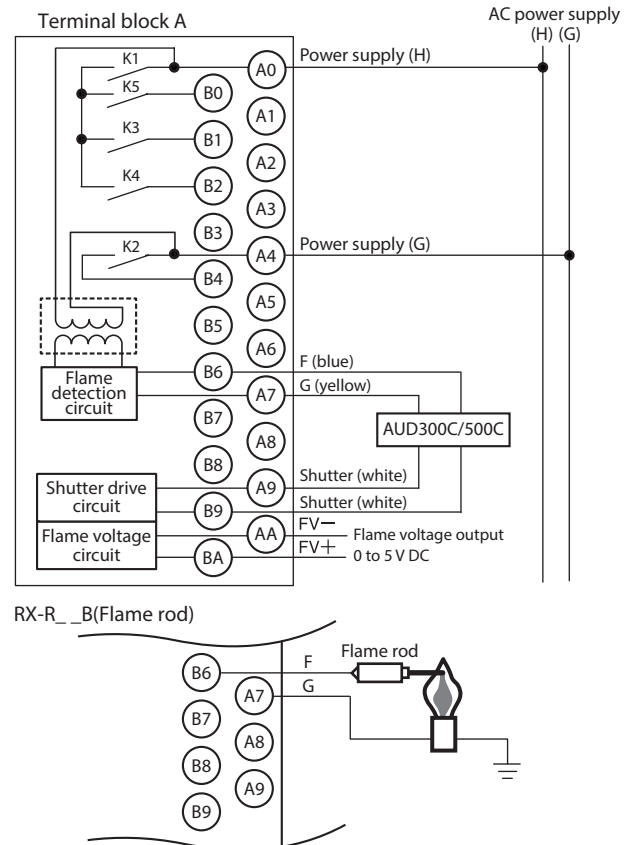 AC power supply
(H) (G)
Terminal block A
K1
A0
Power supply (H)
K5
B0
A1
K3
B1
A2
K4
B2
A3
B3
K2
A4
Power supply (G)
B4
A5
B5
A6
F (blue)
B6
Flame
detection
circuit
G (yellow)
A7
B7
AUD300C/500C
A8
B8
Shutter (white)
A9
Shutter drive
circuit
Shutter (white)
B9
FV−
AA
Flame voltage output
Flame voltage
circuit
FV+
BA
0 to 5 V DC
RX-R_ _B(Flame rod)
Flame rod
B6
F
A7
G
B7
A8
B8
A9
B9